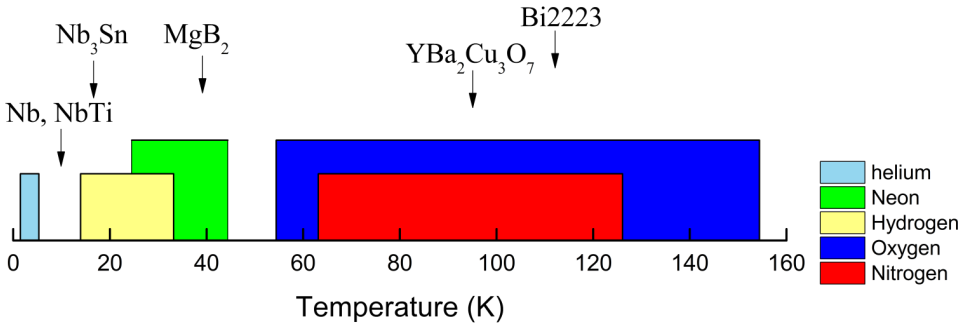 Bi2223
Nb₃Sn
MgB₂
YBa₂Cu₃O₇
Nb, NbTi
helium
Neon
Hydrogen
Oxygen
Nitrogen
0 20 40 60 80 100 120 140 160
Temperature (K)